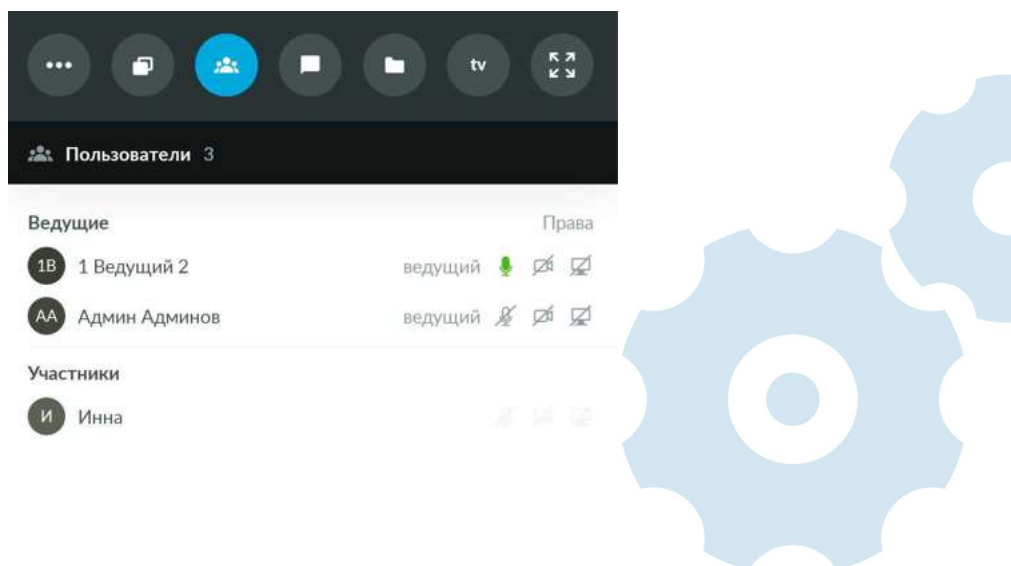 tv
Пользователи 3
Ведущие Права
1В 1 Ведущий 2 ведущий
АА Админ Админов ведущий
Участники
И Инна